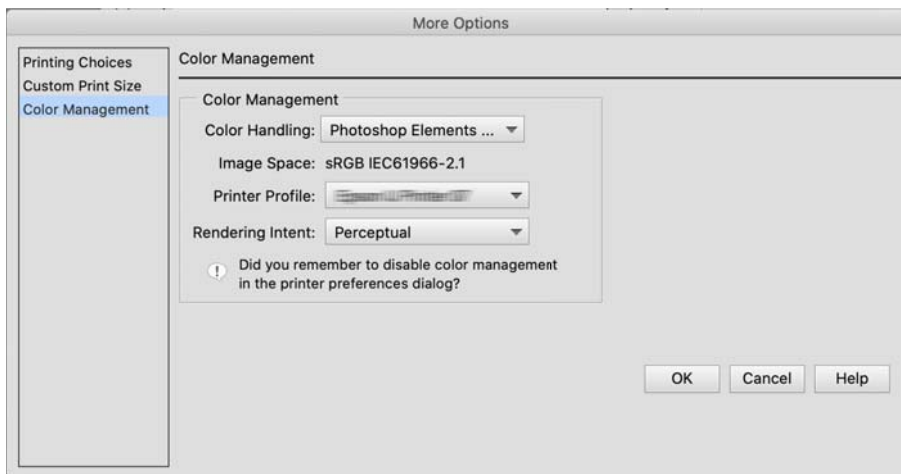 More Options
Printing Choices
Custom Print Size
Color Management
Color Management
Color Management
Color Handling: Photoshop Elements ...
Image Space: sRGB IEC61966-2.1
Printer Profile:
Rendering Intent: Perceptual
Did you remember to disable color management
in the printer preferences dialog?
OK Cancel Help